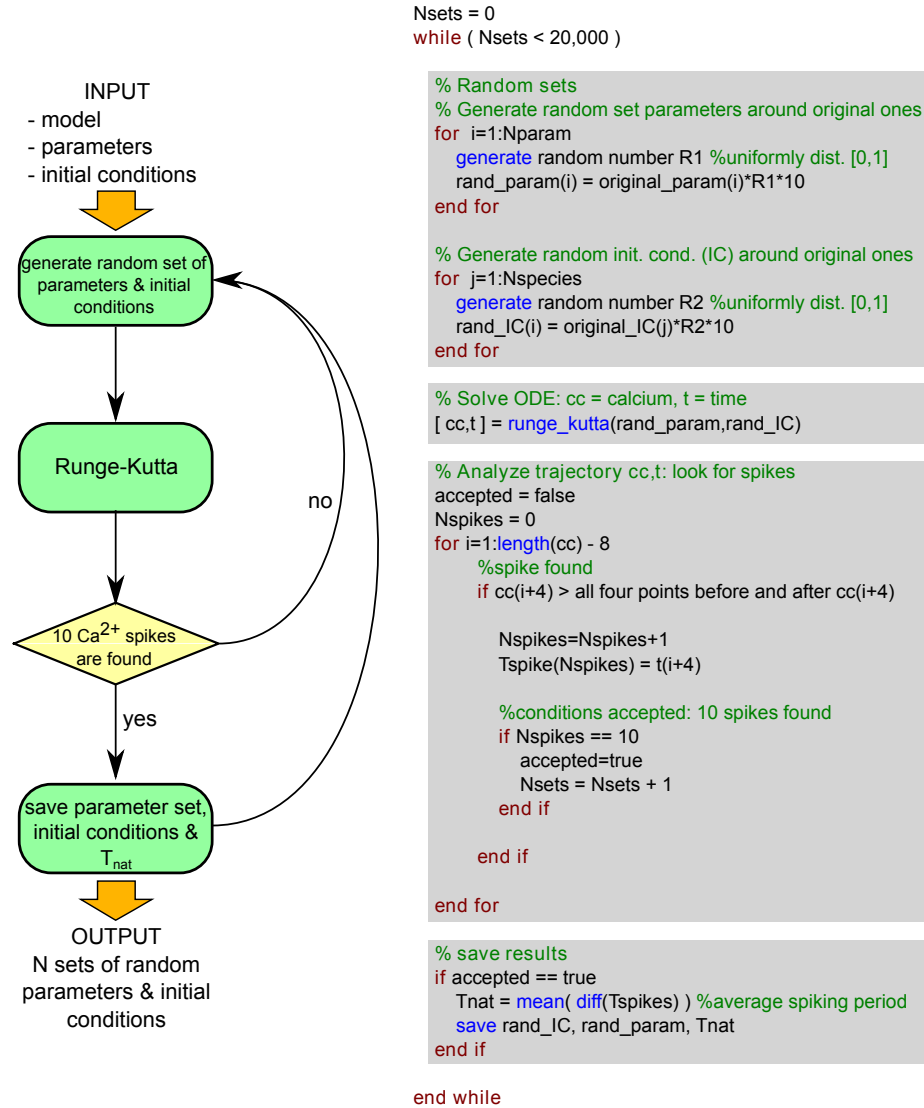 INPUT
- model
- parameters
- initial conditions
generate random set of
parameters & initial
conditions
Runge-Kutta
no
10 Ca2+ spikes
are found
yes
save parameter set,
initial conditions &
Tnat
OUTPUT
N sets of random
parameters & initial
conditions
Nsets = 0
while ( Nsets < 20,000 )
% Random sets
% Generate random set parameters around original ones
for i=1:Nparam
generate random number R1 %uniformly dist. [0,1]
rand_param(i) = original_param(i)*R1*10
end for
% Generate random init. cond. (IC) around original ones
for j=1:Nspecies
generate random number R2 %uniformly dist. [0,1]
rand_IC(i) = original_IC(j)*R2*10
end for
% Solve ODE: cc = calcium, t = time
[ cc,t ] = runge_kutta(rand_param,rand_IC)
% Analyze trajectory cc,t: look for spikes
accepted = false
Nspikes = 0
for i=1:length(cc) - 8
%spike found
if cc(i+4) > all four points before and after cc(i+4)
Nspikes=Nspikes+1
Tspike(Nspikes) = t(i+4)
%conditions accepted: 10 spikes found
if Nspikes == 10
accepted=true
Nsets = Nsets + 1
end if
end if
end for
% save results
if accepted == true
Tnat = mean( diff(Tspikes) ) %average spiking period
save rand_IC, rand_param, Tnat
end if
end while